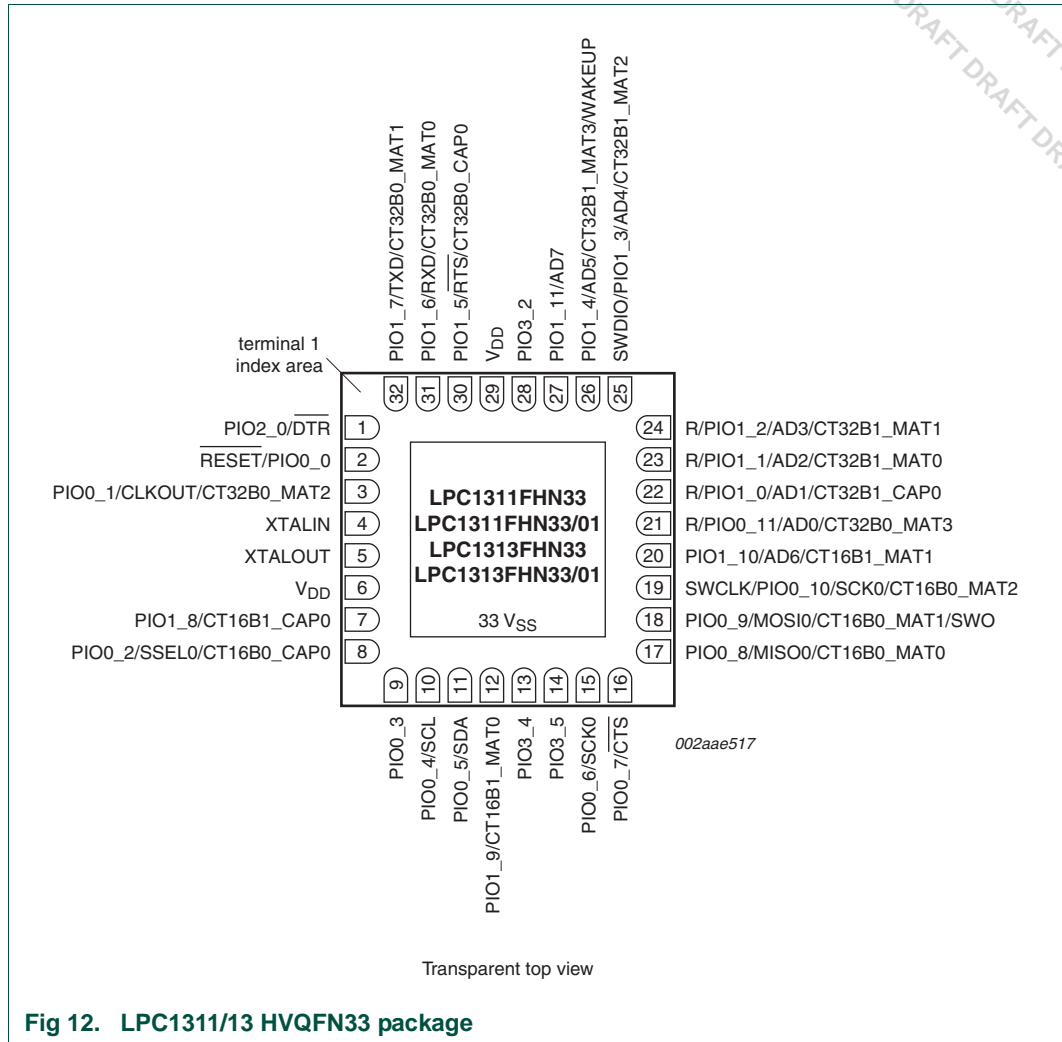 DRAFT DRAFT
DRAFT DRAFT DRA
PIO1_7/TXD/CT32B0_MAT1
PIO1_6/RXD/CT32B0_MAT0
PIO1_5/R̅T̅S̅/CT32B0_CAP0
VDD
PIO3_2
PIO1_11/AD7
PIO1_4/AD5/CT32B1_MAT3/WAKEUP
SWDIO/PIO1_3/AD4/CT32B1_MAT2
terminal 1
index area
32 31 30 29 28 27 26 25
PIO2_0/D̅T̅R̅ 1
R̅E̅S̅E̅T̅/PIO0_0 2
PIO0_1/CLKOUT/CT32B0_MAT2 3
XTALIN 4
XTALOUT 5
VDD 6
PIO1_8/CT16B1_CAP0 7
PIO0_2/SSEL0/CT16B0_CAP0 8
LPC1311FHN33
LPC1311FHN33/01
LPC1313FHN33
LPC1313FHN33/01
33 VSS
24 R/PIO1_2/AD3/CT32B1_MAT1
23 R/PIO1_1/AD2/CT32B1_MAT0
22 R/PIO1_0/AD1/CT32B1_CAP0
21 R/PIO0_11/AD0/CT32B0_MAT3
20 PIO1_10/AD6/CT16B1_MAT1
19 SWCLK/PIO0_10/SCK0/CT16B0_MAT2
18 PIO0_9/MOSI0/CT16B0_MAT1/SWO
17 PIO0_8/MISO0/CT16B0_MAT0
9 10 11 12 13 14 15 16
PIO0_3
PIO0_4/SCL
PIO0_5/SDA
PIO1_9/CT16B1_MAT0
PIO3_4
PIO3_5
PIO0_6/SCK0
PIO0_7/C̅T̅S̅
002aae517
Transparent top view
Fig 12. LPC1311/13 HVQFN33 package